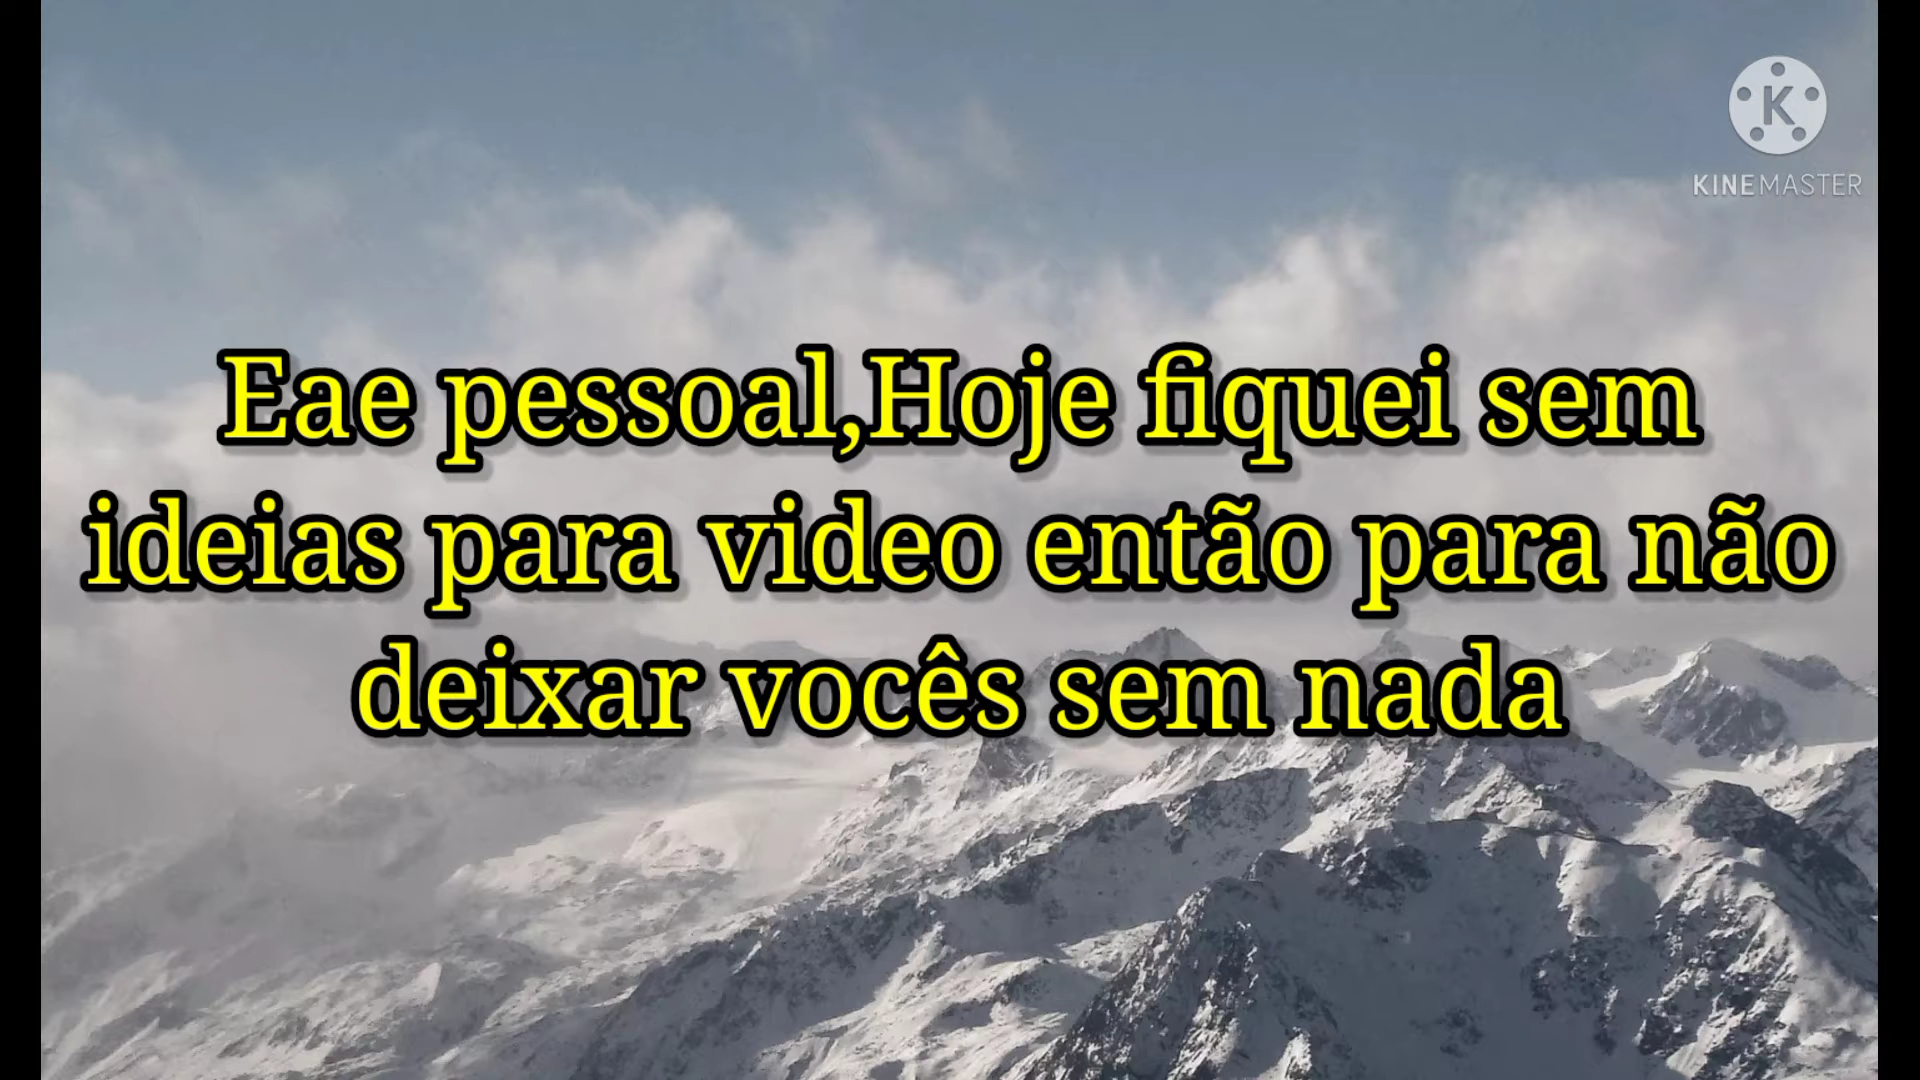 KINEMASTER
Eae pessoal,Hoje fiquei sem
ideias para video então para não
deixar vocês sem nada